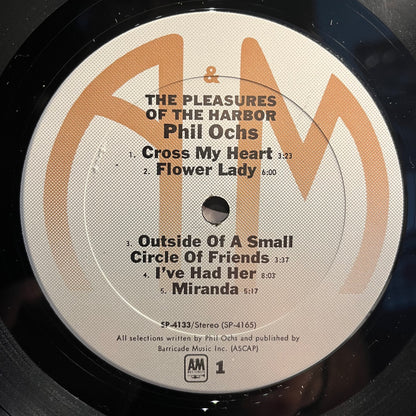 A & M
THE PLEASURES
OF THE HARBOR
Phil Ochs
1. Cross My Heart 3:23
2. Flower Lady 6:00
3. Outside Of A Small
Circle Of Friends 3:37
4. I've Had Her 8:03
5. Miranda 5:17
SP-4133/Stereo (SP-4165)
All selections written by Phil Ochs and published by
Barricade Music Inc. (ASCAP)
AM
1